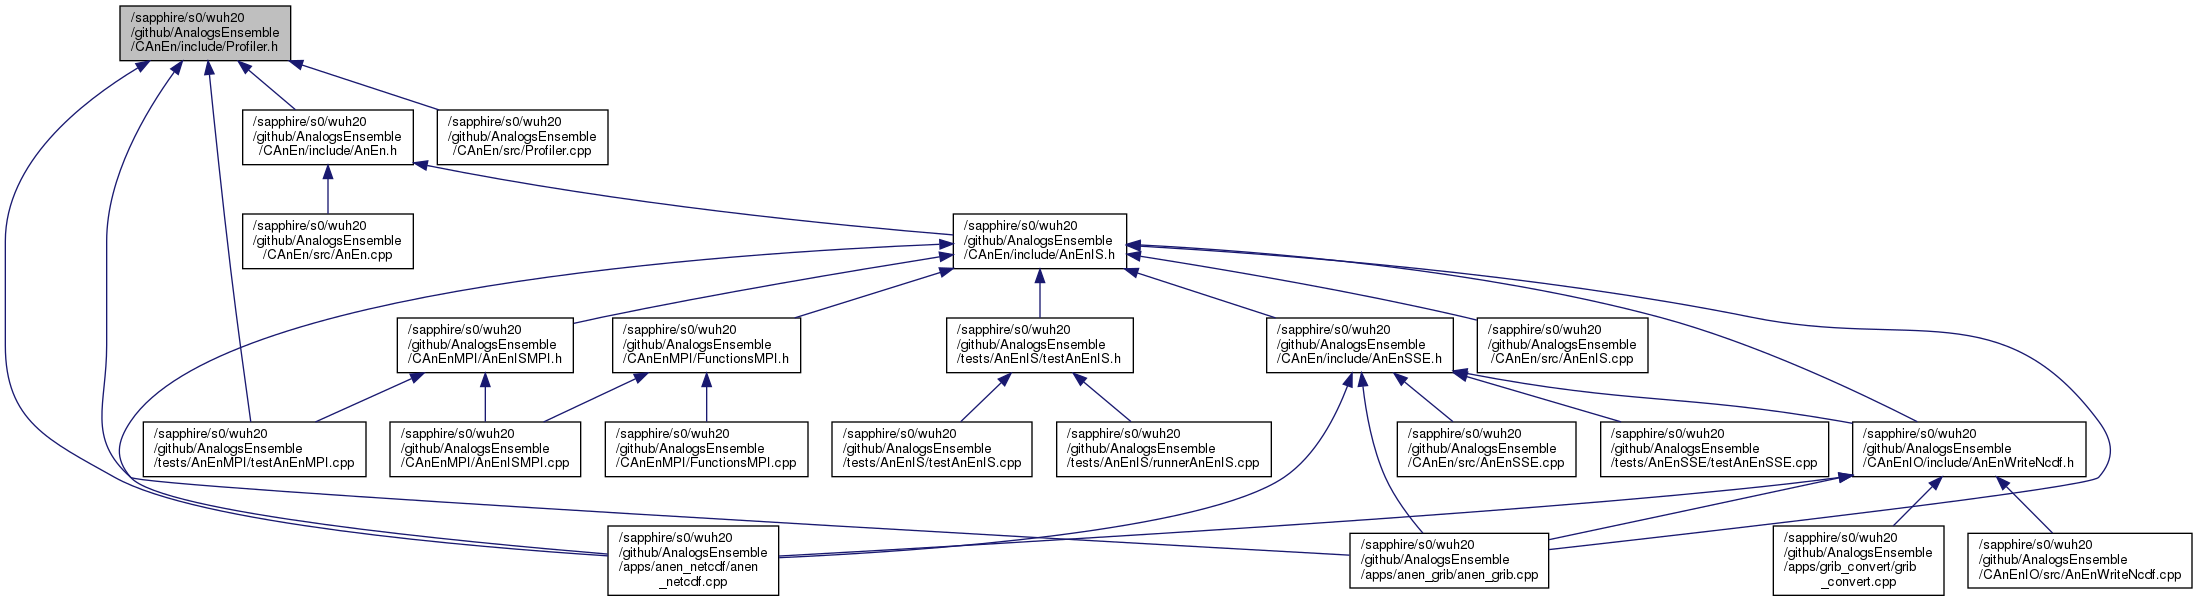 /sapphire/s0/wuh20
/github/AnalogsEnsemble
/CAnEn/include/Profiler.h
/sapphire/s0/wuh20
/github/AnalogsEnsemble
/CAnEn/include/AnEn.h
/sapphire/s0/wuh20
/github/AnalogsEnsemble
/CAnEn/src/Profiler.cpp
/sapphire/s0/wuh20
/github/AnalogsEnsemble
/CAnEn/src/AnEn.cpp
/sapphire/s0/wuh20
/github/AnalogsEnsemble
/CAnEn/include/AnEnIS.h
/sapphire/s0/wuh20
/github/AnalogsEnsemble
/CAnEnMPI/AnEnISMPI.h
/sapphire/s0/wuh20
/github/AnalogsEnsemble
/CAnEnMPI/FunctionsMPI.h
/sapphire/s0/wuh20
/github/AnalogsEnsemble
/tests/AnEnIS/testAnEnIS.h
/sapphire/s0/wuh20
/github/AnalogsEnsemble
/CAnEn/include/AnEnSSE.h
/sapphire/s0/wuh20
/github/AnalogsEnsemble
/CAnEn/src/AnEnIS.cpp
/sapphire/s0/wuh20
/github/AnalogsEnsemble
/tests/AnEnMPI/testAnEnMPI.cpp
/sapphire/s0/wuh20
/github/AnalogsEnsemble
/CAnEnMPI/AnEnISMPI.cpp
/sapphire/s0/wuh20
/github/AnalogsEnsemble
/CAnEnMPI/FunctionsMPI.cpp
/sapphire/s0/wuh20
/github/AnalogsEnsemble
/tests/AnEnIS/testAnEnIS.cpp
/sapphire/s0/wuh20
/github/AnalogsEnsemble
/tests/AnEnIS/runnerAnEnIS.cpp
/sapphire/s0/wuh20
/github/AnalogsEnsemble
/CAnEn/src/AnEnSSE.cpp
/sapphire/s0/wuh20
/github/AnalogsEnsemble
/tests/AnEnSSE/testAnEnSSE.cpp
/sapphire/s0/wuh20
/github/AnalogsEnsemble
/CAnEnIO/include/AnEnWriteNcdf.h
/sapphire/s0/wuh20
/github/AnalogsEnsemble
/apps/anen_netcdf/anen
_netcdf.cpp
/sapphire/s0/wuh20
/github/AnalogsEnsemble
/apps/anen_grib/anen_grib.cpp
/sapphire/s0/wuh20
/github/AnalogsEnsemble
/apps/grib_convert/grib
_convert.cpp
/sapphire/s0/wuh20
/github/AnalogsEnsemble
/CAnEnIO/src/AnEnWriteNcdf.cpp